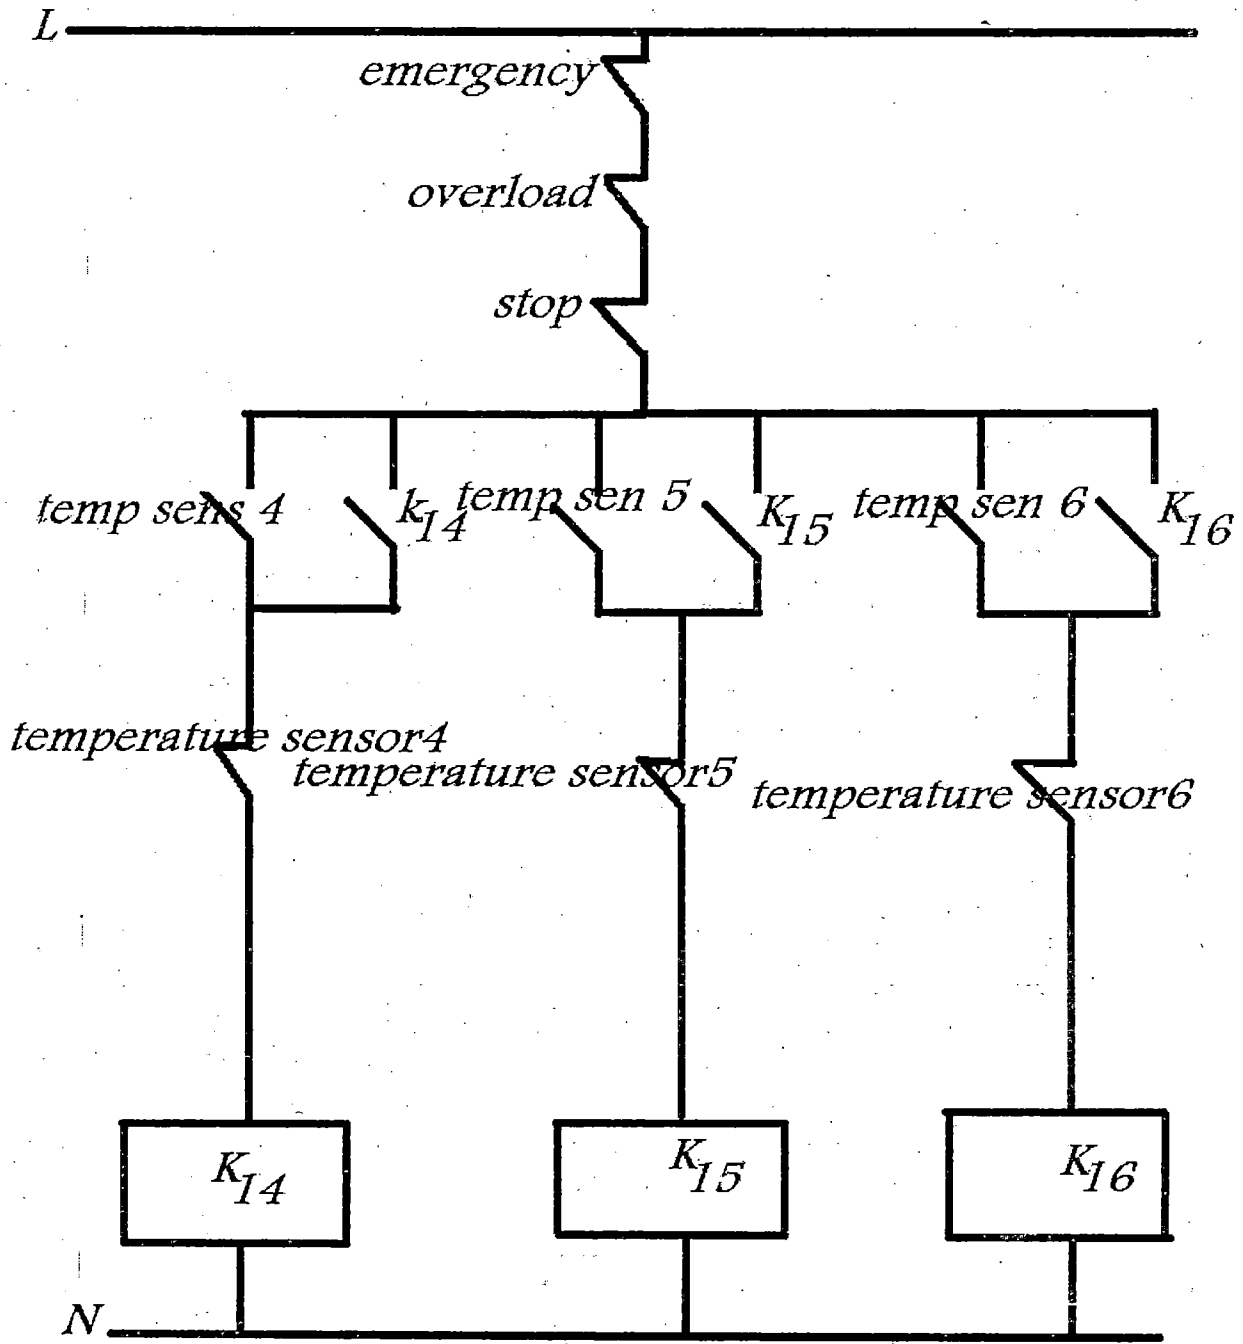 L
emergency
overload
stop
temp sens 4
k14
temp sen 5
K15
temp sen 6
K16
temperature sensor4
temperature sensor5
temperature sensor6
K14
K15
K16
N